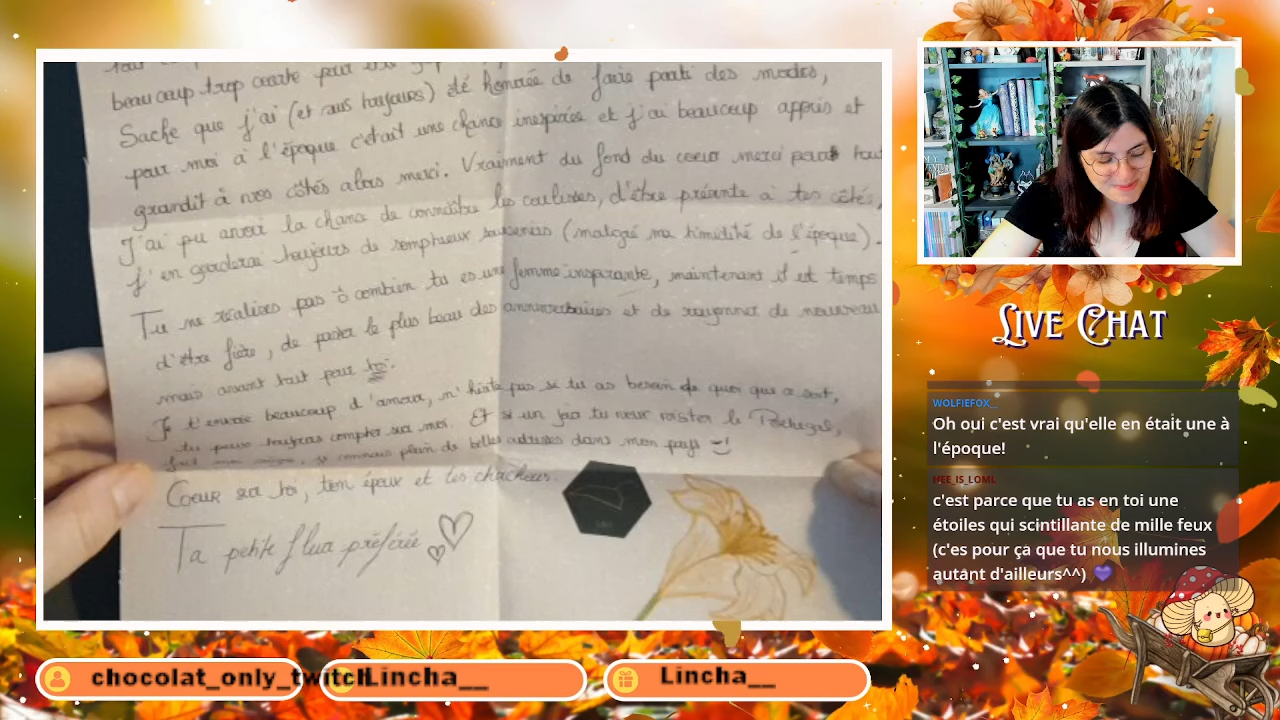 beaucoup trop courte pour
Sache que j'ai (et suis toujours) été honorée de faire parti des modos,
pour moi à l'époque c'était une chance inespérée et j'ai beaucoup appris et
grandit à vos côtés alors merci. Vraiment du fond du coeur merci pour tout
J'ai pu avoir la chance de connaître les coulisses, d'être présente à tes côtés,
j'en garderai toujours de somptueux souvenirs (malgré ma timidité de l'époque).
Tu ne réalises pas ô combien tu es une femme inspirante, maintenant il est temps
d'être fière, de passer le plus beau des anniversaires et de rayonner de nouveau
mais avant tout pour toi.
Je t'envoie beaucoup d'amour, n'hésite pas si tu as besoin de quoi que ce soit,
tu peux toujours compter sur moi. Et si un jour tu veux visiter le Portugal,
fait moi signe, je connais plein de belles adresses dans mon pays
Coeur sur toi, ton époux et tes chachous.
Ta petite fleur préférée
LIVE CHAT
WOLFIEFOX__
Oh oui c'est vrai qu'elle en était une à
l'époque!
HEE_IS_LOML
c'est parce que tu as en toi une
étoiles qui scintillante de mille feux
(c'es pour ça que tu nous illumines
autant d'ailleurs^^)
chocolat_only_twitch
Lincha__
Lincha__